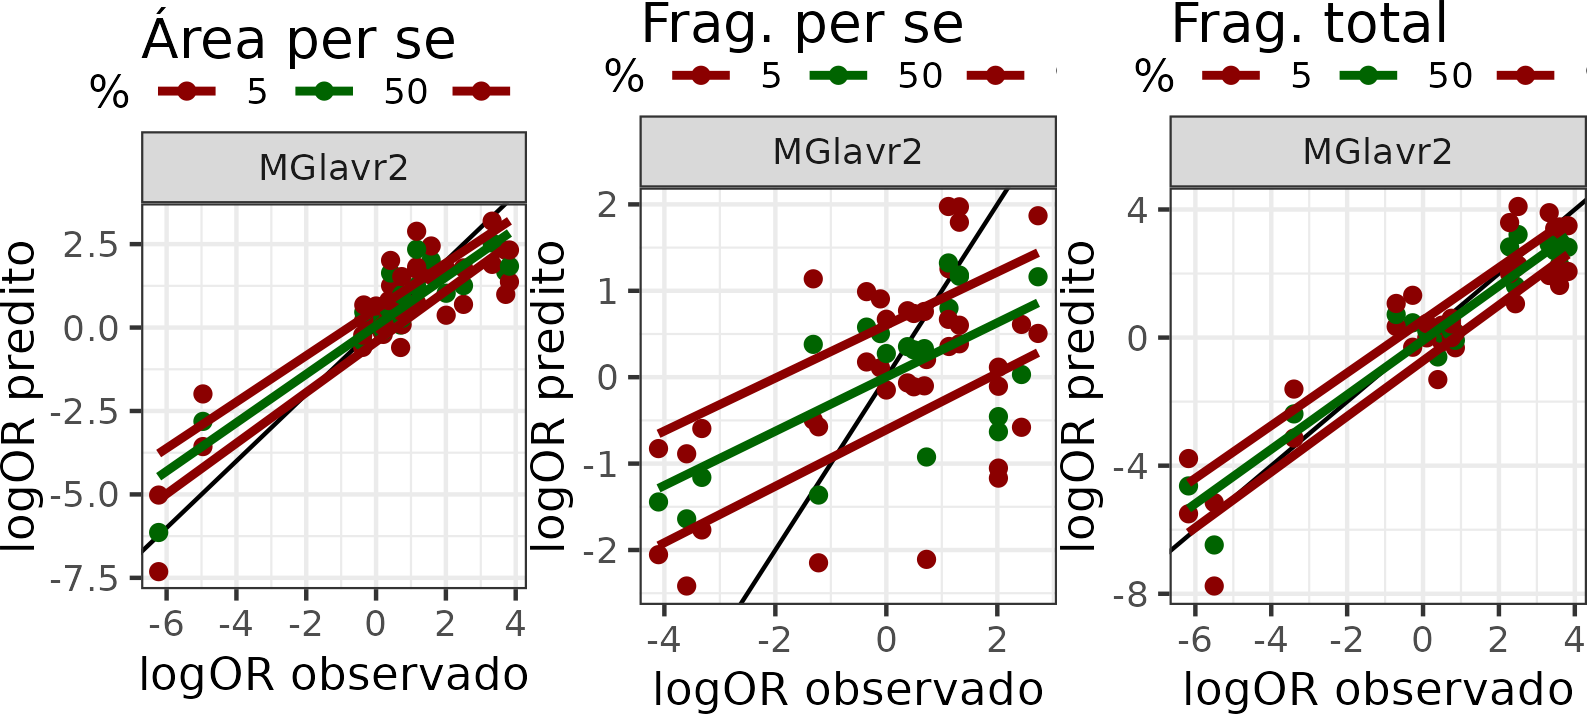 Área per se
% 5 50
MGlavr2
2.5
0.0
-2.5
-5.0
-7.5
-6 -4 -2 0 2 4
logOR predito
logOR observado
Frag. per se
% 5 50
MGlavr2
2
1
0
-1
-2
-4 -2 0 2
logOR predito
logOR observado
Frag. total
% 5 50
MGlavr2
4
0
-4
-8
-6 -4 -2 0 2 4
logOR predito
logOR observado